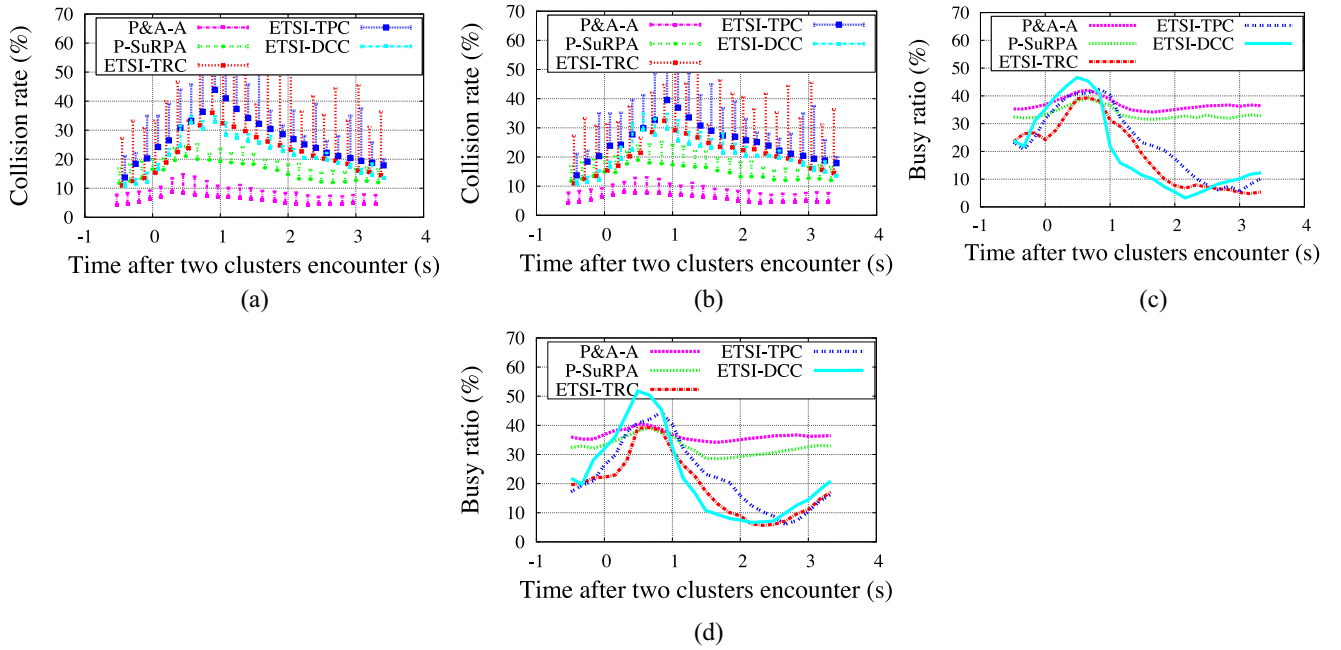 Collision rate (%)
70
60
50
40
30
20
10
0
P&A-A
P-SuRPA
ETSI-TRC
ETSI-TPC
ETSI-DCC
-1 0 1 2 3 4
Time after two clusters encounter (s)
(a)
Collision rate (%)
70
60
50
40
30
20
10
0
P&A-A
P-SuRPA
ETSI-TRC
ETSI-TPC
ETSI-DCC
-1 0 1 2 3 4
Time after two clusters encounter (s)
(b)
Busy ratio (%)
70
60
50
40
30
20
10
0
P&A-A
P-SuRPA
ETSI-TRC
ETSI-TPC
ETSI-DCC
-1 0 1 2 3 4
Time after two clusters encounter (s)
(c)
Busy ratio (%)
70
60
50
40
30
20
10
0
P&A-A
P-SuRPA
ETSI-TRC
ETSI-TPC
ETSI-DCC
-1 0 1 2 3 4
Time after two clusters encounter (s)
(d)